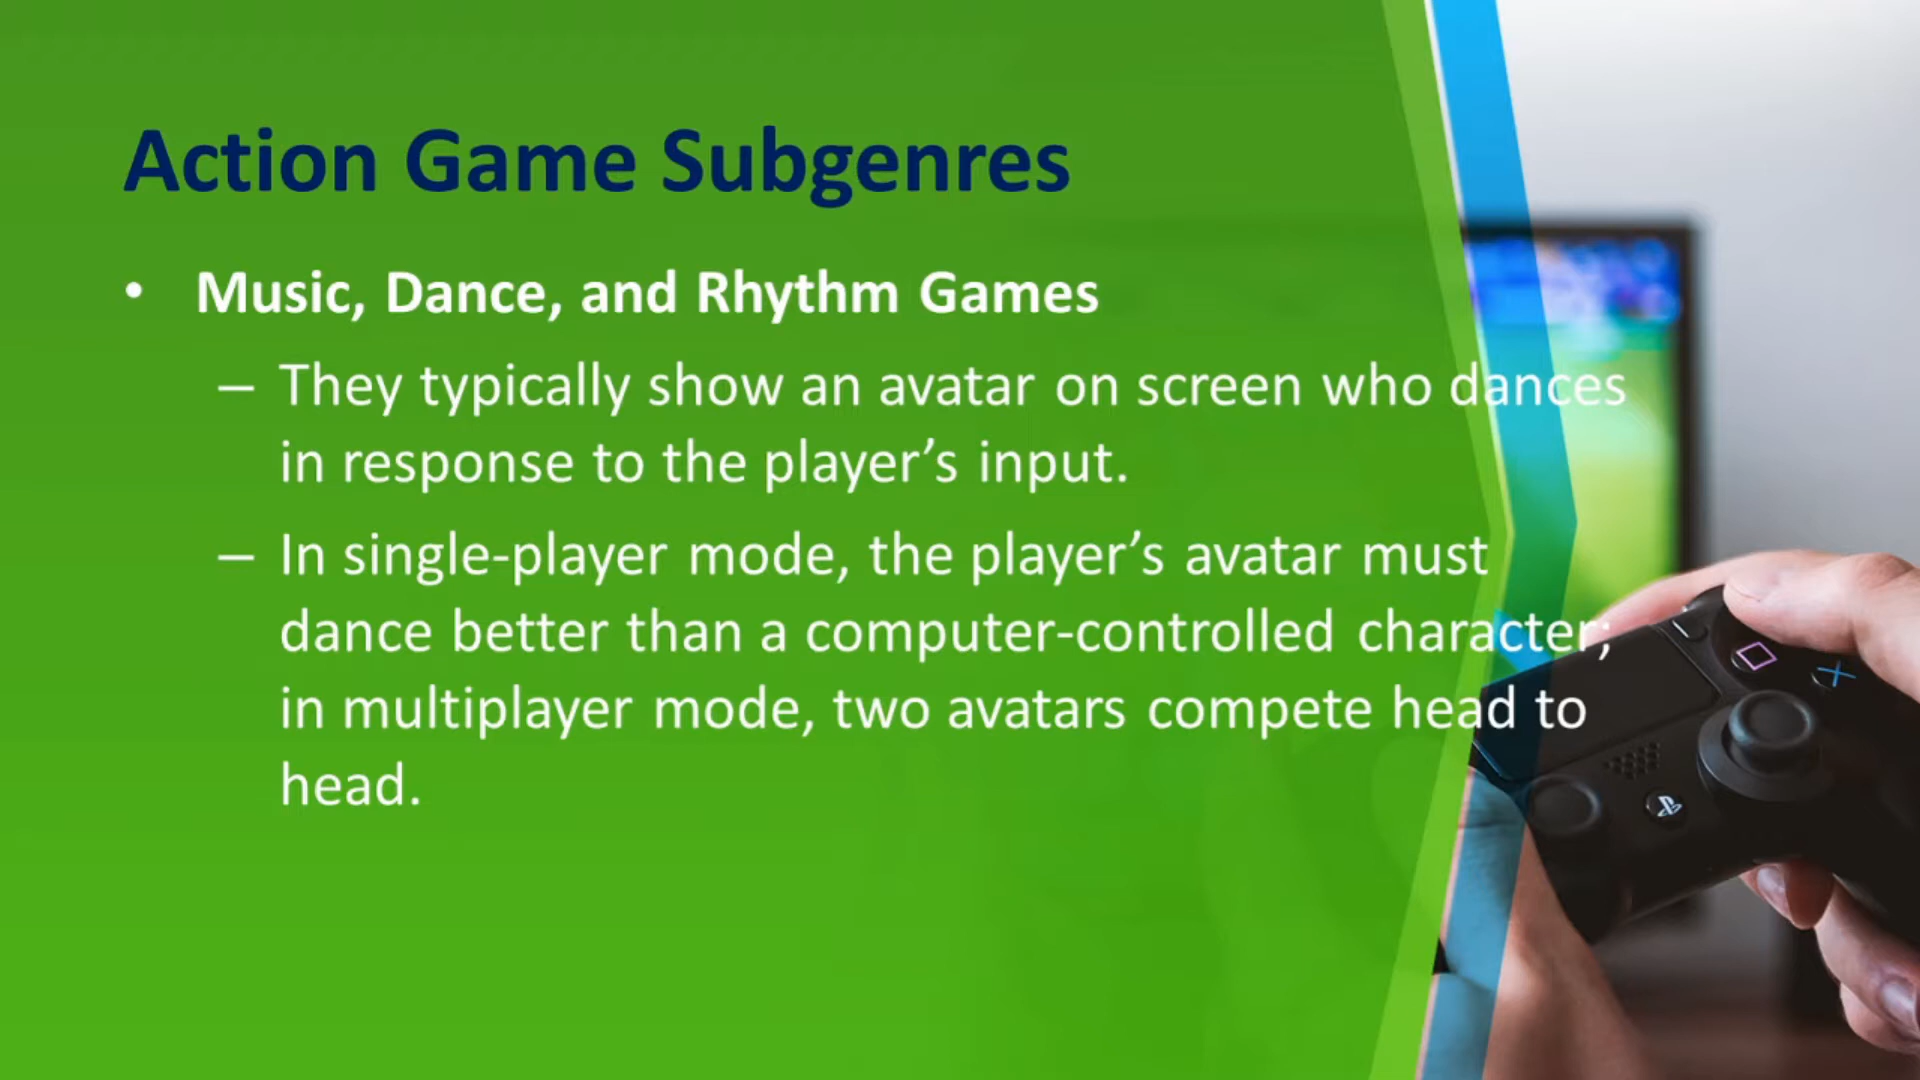 Action Game Subgenres
• Music, Dance, and Rhythm Games
– They typically show an avatar on screen who dances
in response to the player’s input.
– In single-player mode, the player’s avatar must
dance better than a computer-controlled character;
in multiplayer mode, two avatars compete head to
head.